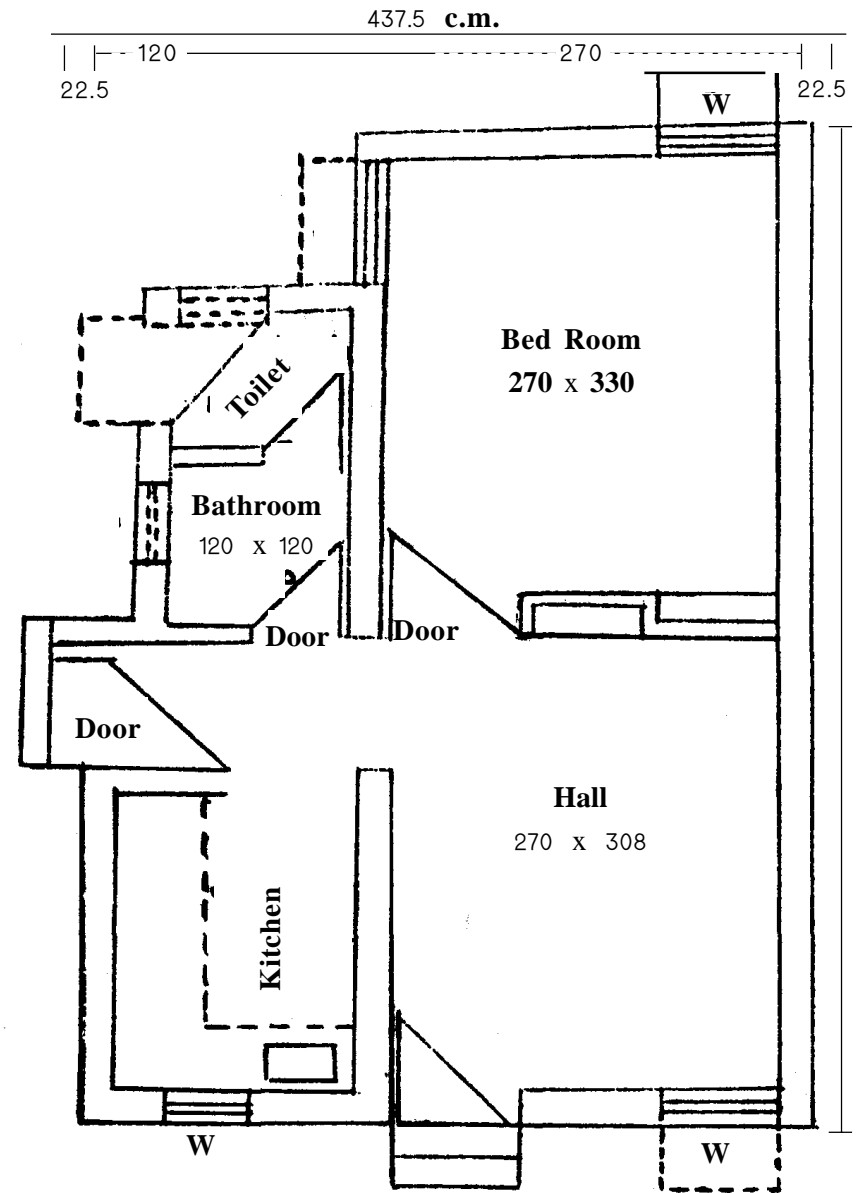 437.5 c.m.
120 270
22.5 22.5
W
Bed Room
270 x 330
Toilet
Bathroom
120 x 120
Door Door
Door
Hall
270 x 308
Kitchen
W
W